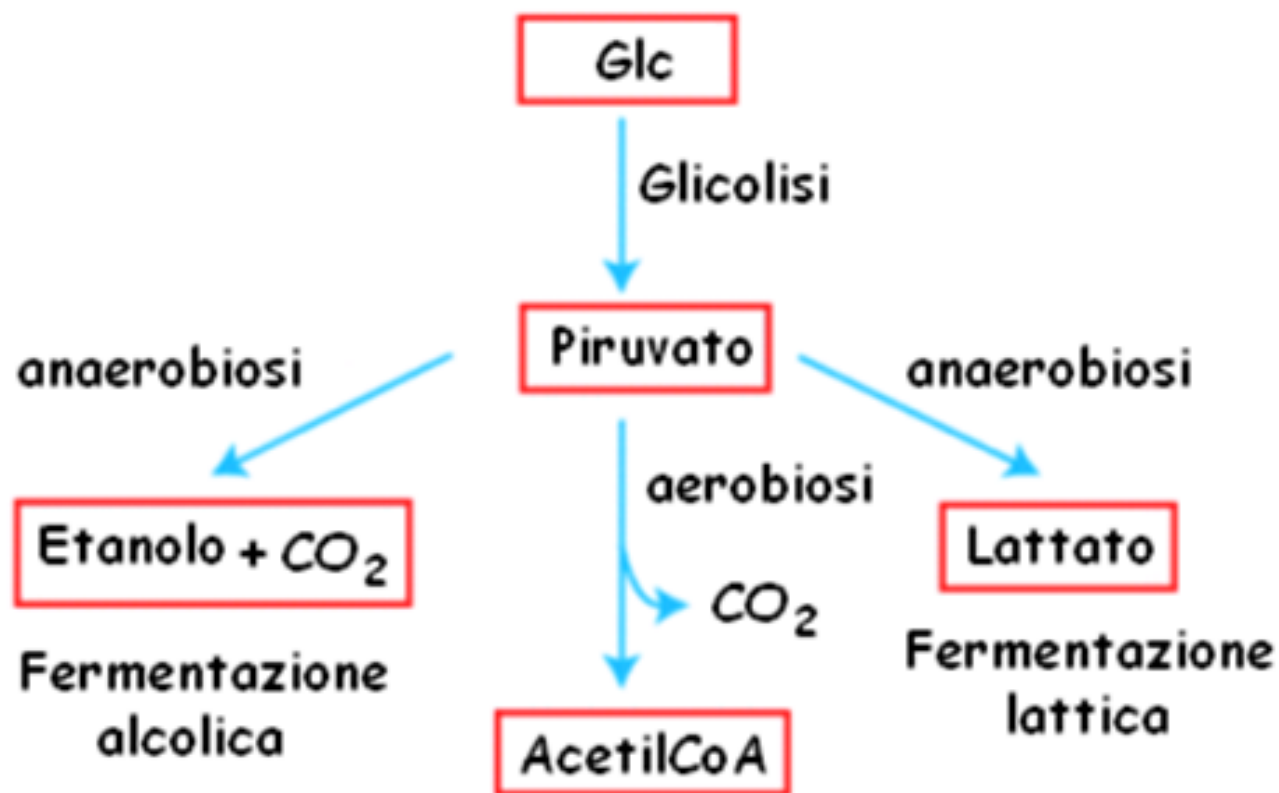 Glc
Glicolisi
Piruvato
anaerobiosi
anaerobiosi
aerobiosi
Etanolo + CO₂
Lattato
CO₂
Fermentazione
alcolica
Fermentazione
lattica
AcetilCoA